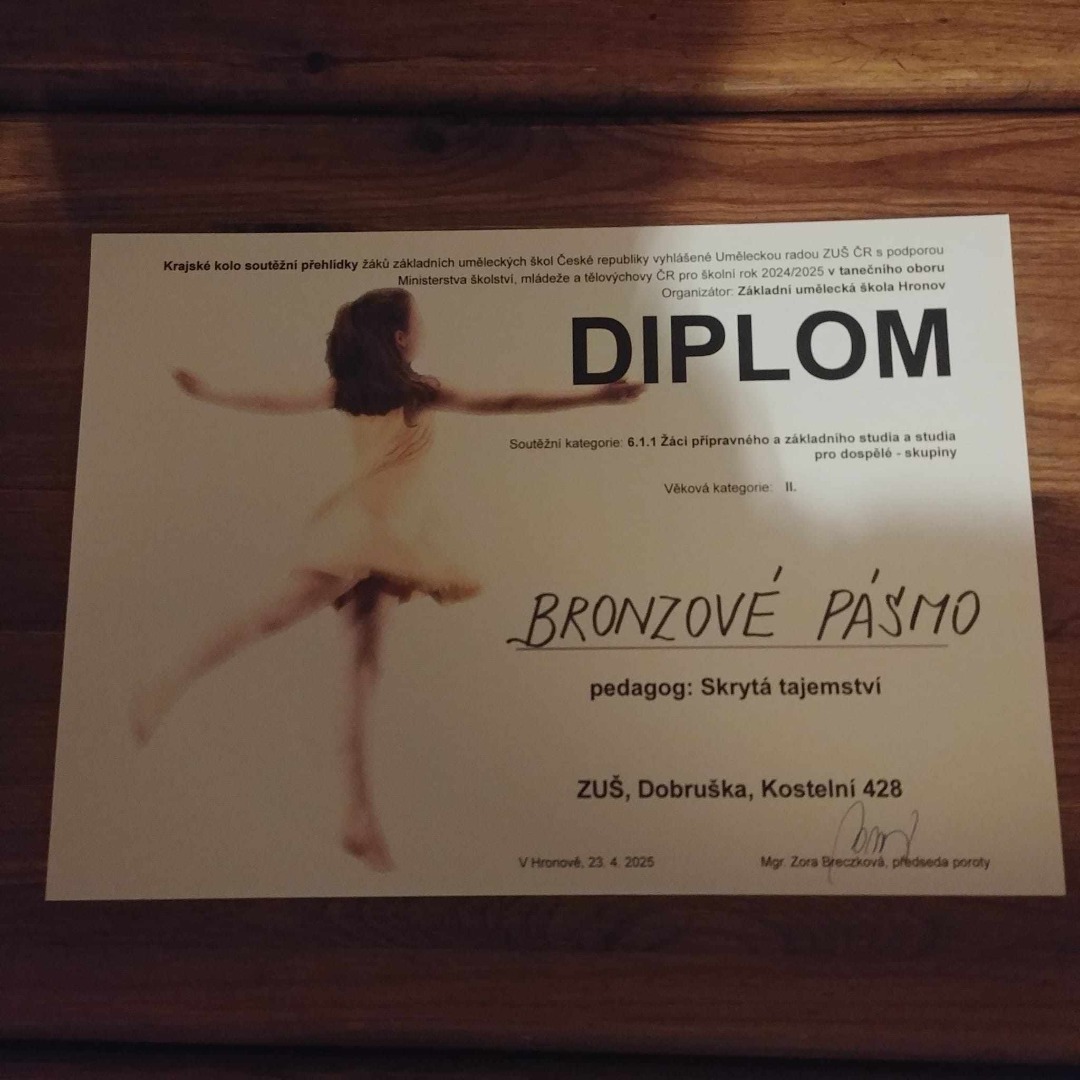 Krajské kolo soutěžní přehlídky žáků základních uměleckých škol České republiky vyhlášené Uměleckou radou ZUŠ ČR s podporou
Ministerstva školství, mládeže a tělovýchovy ČR pro školní rok 2024/2025 v tanečního oboru
Organizátor: Základní umělecká škola Hronov
DIPLOM
Soutěžní kategorie: 6.1.1 Žáci přípravného a základního studia a studia
pro dospělé - skupiny
Věková kategorie: II.
BRONZOVÉ PÁSMO
pedagog: Skrytá tajemství
ZUŠ, Dobruška, Kostelní 428
V Hronově, 23. 4. 2025
Mgr. Zora Breczková, předseda poroty